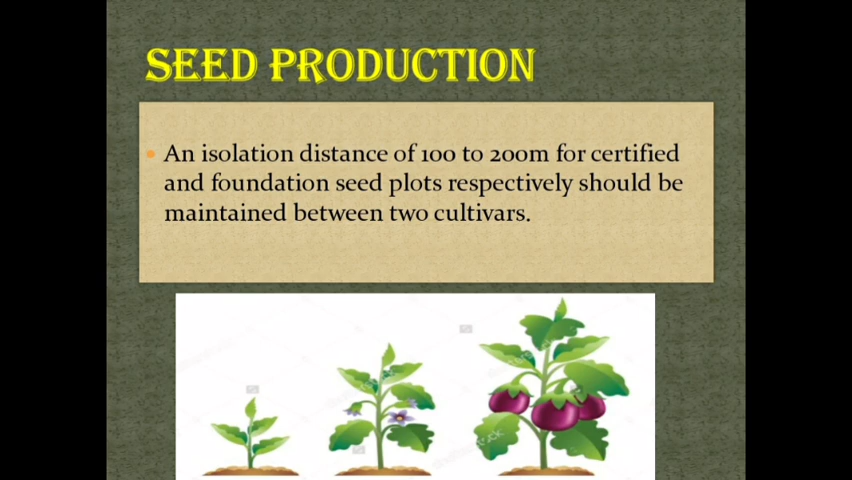 SEED PRODUCTION
An isolation distance of 100 to 200m for certified
and foundation seed plots respectively should be
maintained between two cultivars.